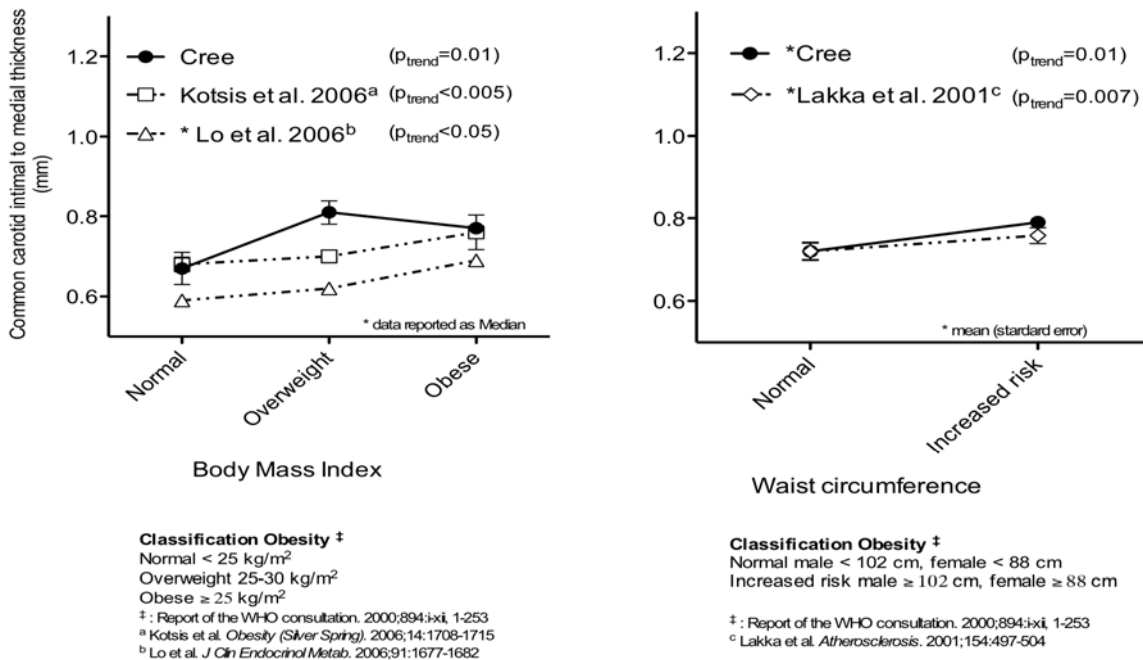 Common carotid intimal to medial thickness
(mm)
1.2
1.0
0.8
0.6
Cree (p_trend=0.01)
Kotsis et al. 2006ᵃ (p_trend<0.005)
* Lo et al. 2006ᵇ (p_trend<0.05)
* data reported as Median
Normal
Overweight
Obese
Body Mass Index
Classification Obesity ‡
Normal < 25 kg/m²
Overweight 25-30 kg/m²
Obese ≥ 25 kg/m²
‡ : Report of the WHO consultation. 2000;894:i-xii, 1-253
ᵃ Kotsis et al. Obesity (Silver Spring). 2006;14:1708-1715
ᵇ Lo et al. J Clin Endocrinol Metab. 2006;91:1677-1682
1.2
1.0
0.8
0.6
*Cree (p_trend=0.01)
*Lakka et al. 2001ᶜ (p_trend=0.007)
* mean (stardard error)
Normal
Increased risk
Waist circumference
Classification Obesity ‡
Normal male < 102 cm, female < 88 cm
Increased risk male ≥ 102 cm, female ≥ 88 cm
‡ : Report of the WHO consultation. 2000;894:i-xii, 1-253
ᶜ Lakka et al. Atherosclerosis. 2001;154:497-504